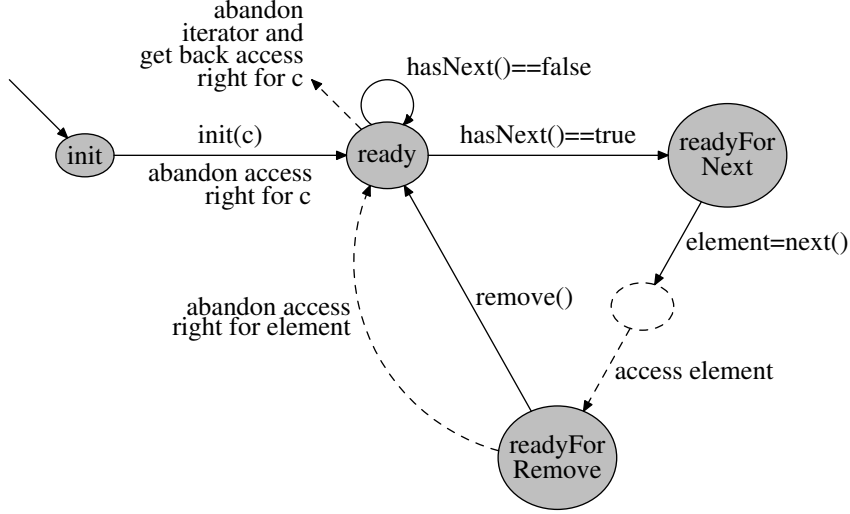 abandon
iterator and
get back access
right for c
hasNext()==false
init
init(c)
abandon access
right for c
ready
hasNext()==true
readyFor
Next
element=next()
abandon access
right for element
remove()
access element
readyFor
Remove